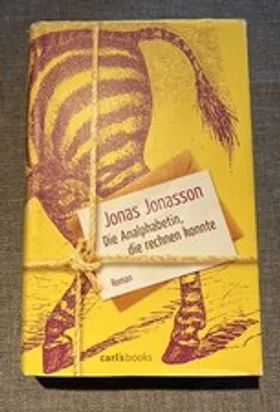 Jonas Jonasson
Die Analphabetin,
die rechnen konnte
Roman
carl's books